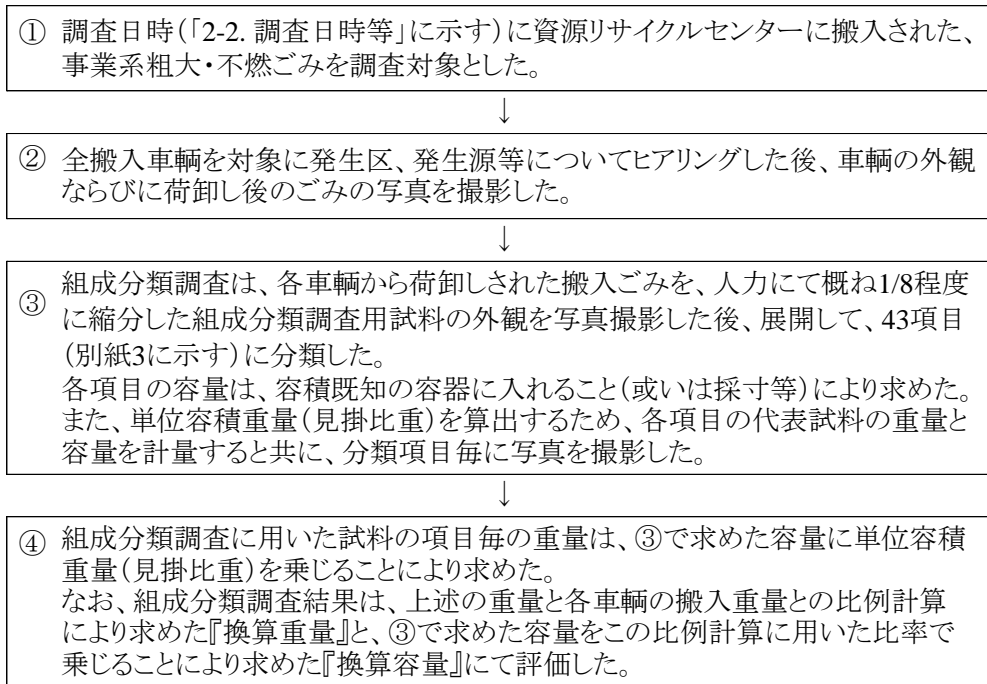 ① 調査日時(「2-2. 調査日時等」に示す)に資源リサイクルセンターに搬入された、
事業系粗大・不燃ごみを調査対象とした。
↓
② 全搬入車輌を対象に発生区、発生源等についてヒアリングした後、車輌の外観
ならびに荷卸し後のごみの写真を撮影した。
↓
③ 組成分類調査は、各車輌から荷卸しされた搬入ごみを、人力にて概ね1/8程度
に縮分した組成分類調査用試料の外観を写真撮影した後、展開して、43項目
(別紙3に示す)に分類した。
各項目の容量は、容積既知の容器に入れること(或いは採寸等)により求めた。
また、単位容積重量(見掛比重)を算出するため、各項目の代表試料の重量と
容量を計量すると共に、分類項目毎に写真を撮影した。
↓
④ 組成分類調査に用いた試料の項目毎の重量は、③で求めた容量に単位容積
重量(見掛比重)を乗じることにより求めた。
なお、組成分類調査結果は、上述の重量と各車輌の搬入重量との比例計算
により求めた『換算重量』と、③で求めた容量をこの比例計算に用いた比率で
乗じることにより求めた『換算容量』にて評価した。